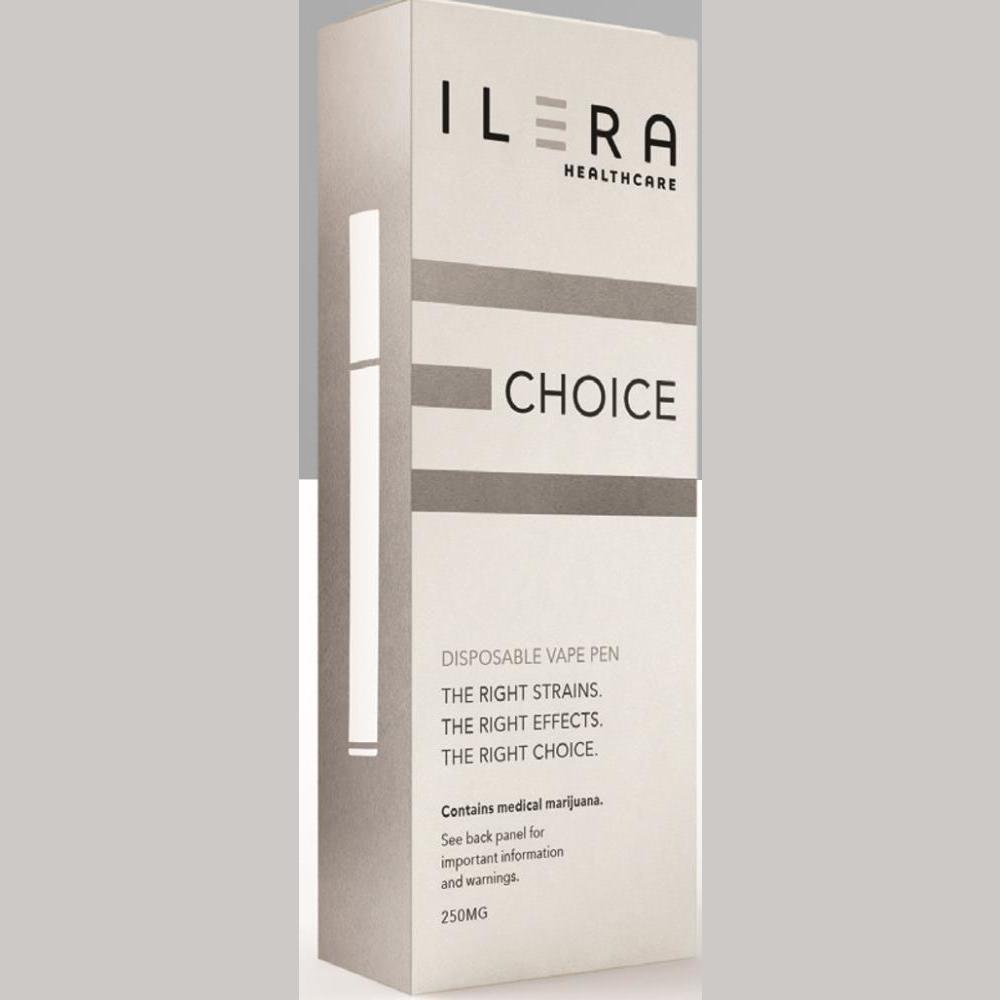 ILERA
HEALTHCARE
CHOICE
DISPOSABLE VAPE PEN
THE RIGHT STRAINS.
THE RIGHT EFFECTS.
THE RIGHT CHOICE.
Contains medical marijuana.
See back panel for
important information
and warnings.
250MG